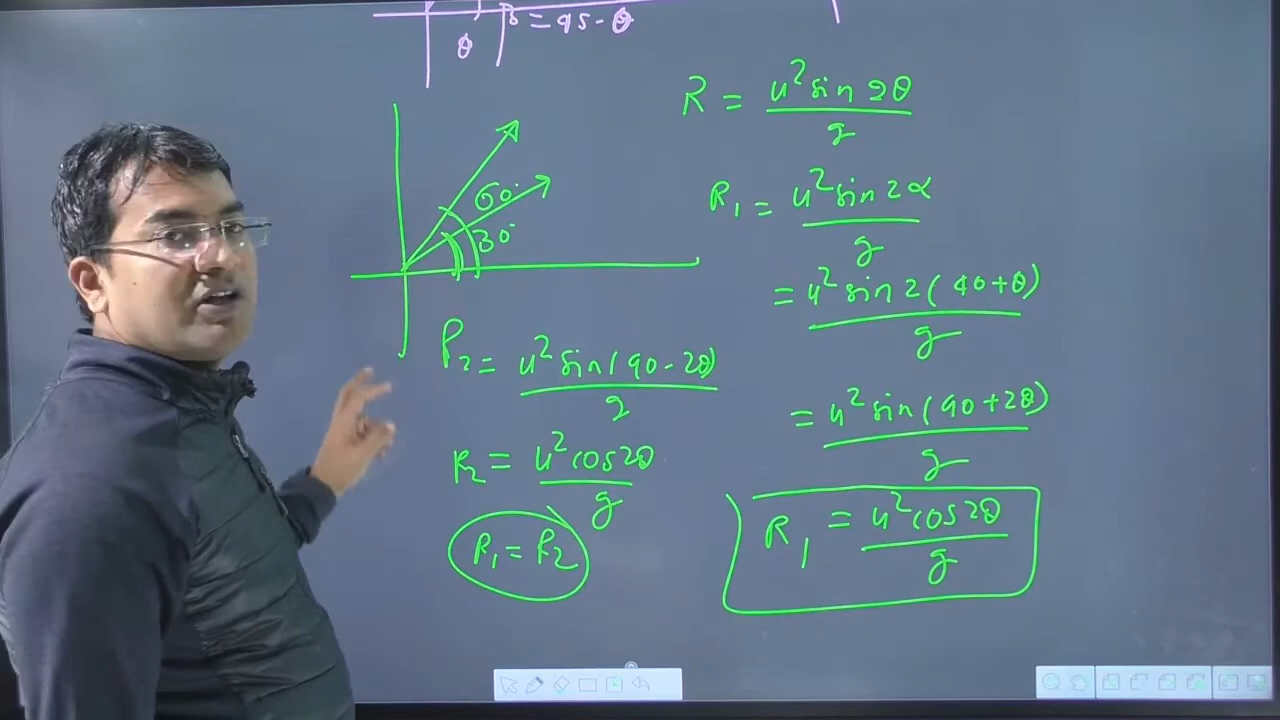 β = 45 - θ
θ
R = u² sin 2θ / g
60°
30°
R₁ = u² sin 2α / g
= u² sin 2(40+θ) / g
R₂ = u² sin(90 - 2θ) / g
= u² sin(90 + 2θ) / g
R₂ = u² cos 2θ / g
R₁ = u² cos 2θ / g
R₁ = R₂